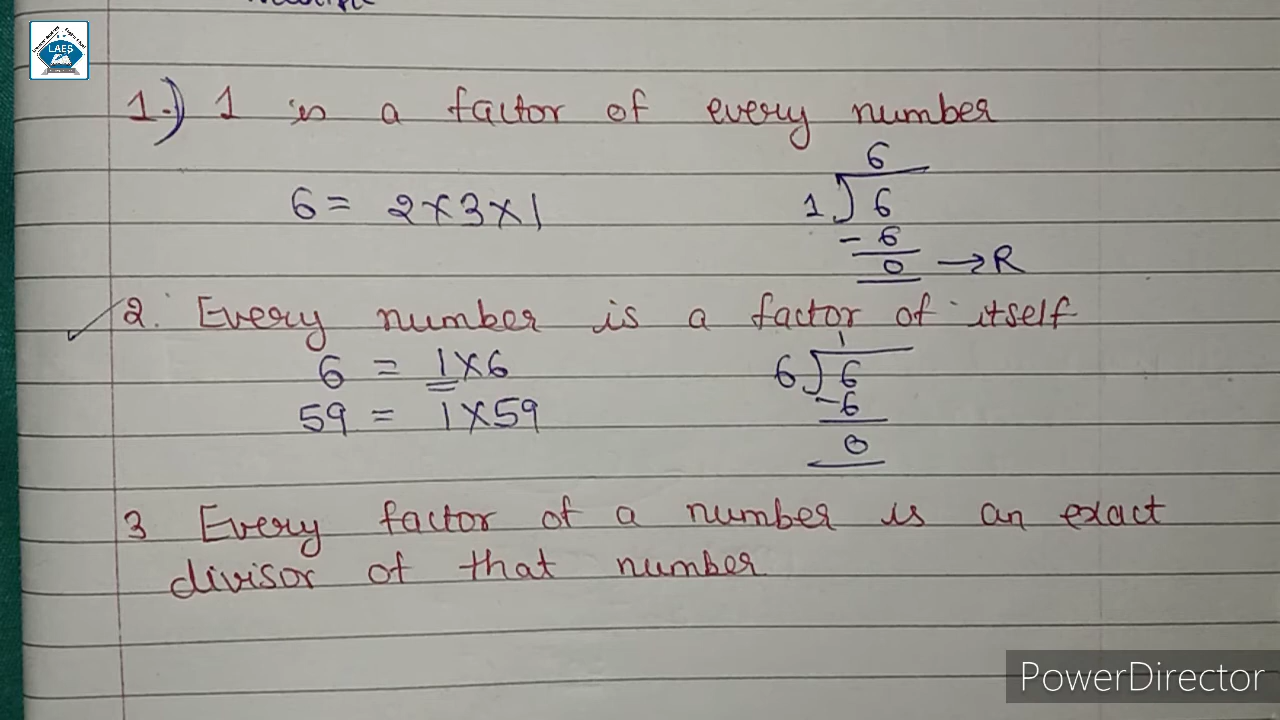 LAES
1.) 1 is a factor of every number
6
6 = 2×3×1 1 ) 6
- 6
0 → R
2. Every number is a factor of itself
1
6 = 1×6 6 ) 6
59 = 1×59 -6
0
3 Every factor of a number is an exact
divisor of that number
PowerDirector